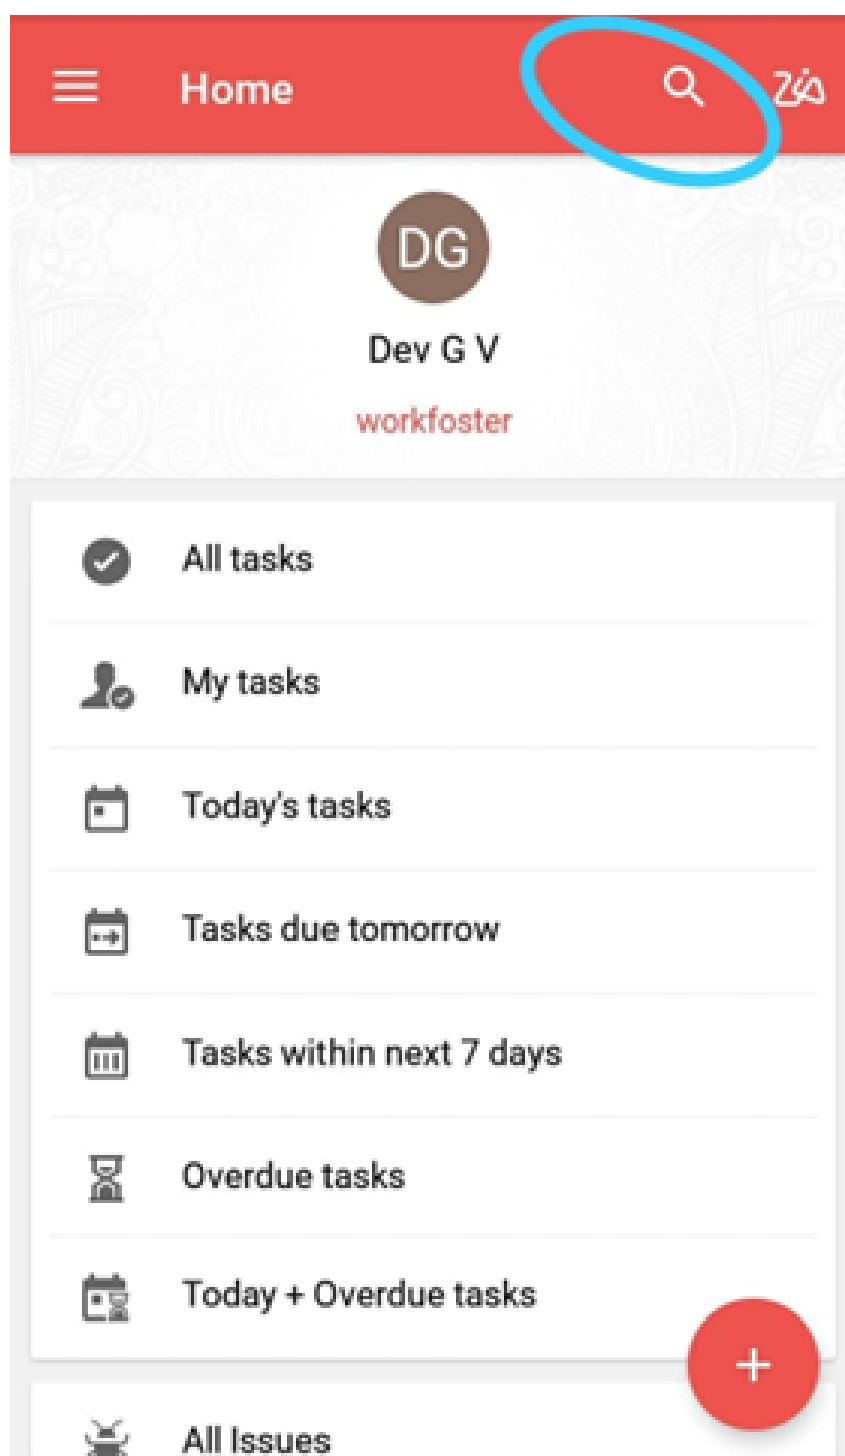 Home
Zia
DG
Dev G V
workfoster
All tasks
My tasks
Today's tasks
Tasks due tomorrow
Tasks within next 7 days
Overdue tasks
Today + Overdue tasks
All Issues